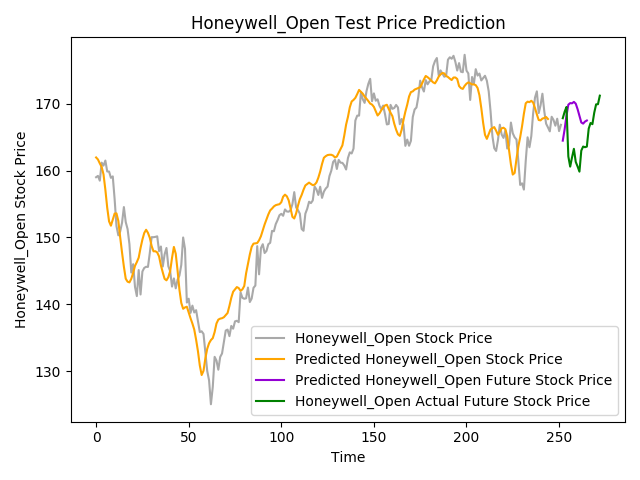 Honeywell_Open Test Price Prediction
Honeywell_Open Stock Price
170
160
150
140
130
Honeywell_Open Stock Price
Predicted Honeywell_Open Stock Price
Predicted Honeywell_Open Future Stock Price
Honeywell_Open Actual Future Stock Price
0
50
100
150
200
250
Time